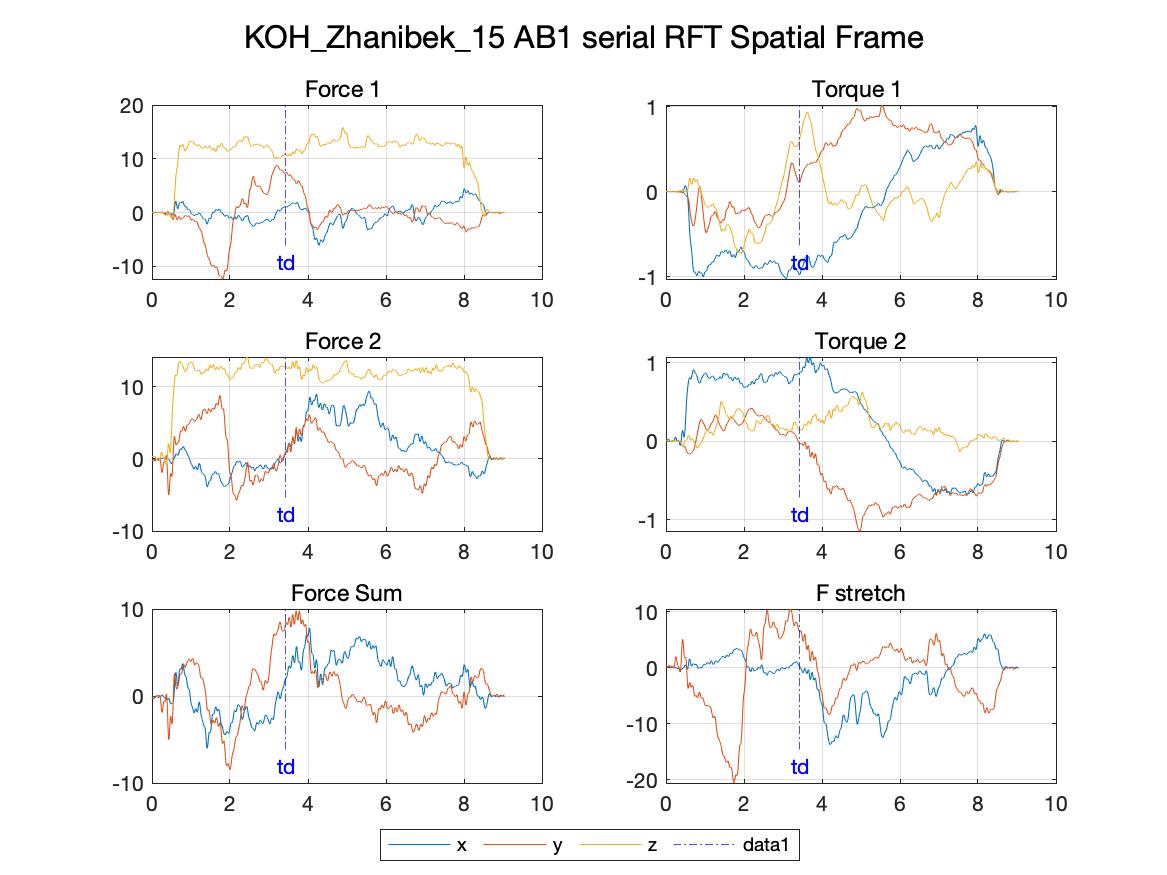 KOH_Zhanibek_15 AB1 serial RFT Spatial Frame
Force 1
20
10
0
-10
td
0 2 4 6 8 10
Torque 1
1
0
-1
td
0 2 4 6 8 10
Force 2
10
0
-10
td
0 2 4 6 8 10
Torque 2
1
0
-1
td
0 2 4 6 8 10
Force Sum
10
0
-10
td
0 2 4 6 8 10
F stretch
10
0
-10
-20
td
0 2 4 6 8 10
x y z data1